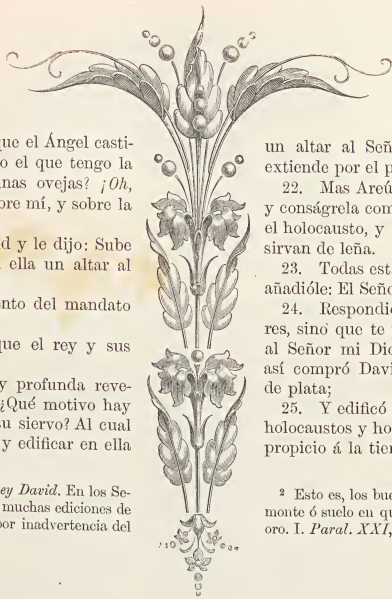 ue el Ángel casti-
o el que tengo la
nas ovejas? ¡Oh,
bre mí, y sobre la
d y le dijo: Sube
ella un altar al
nto del mandato
ue el rey y sus
y profunda reve-
¿Qué motivo hay
u siervo? Al cual
y edificar en ella
ey David. En los Se-
muchas ediciones de
por inadvertencia del
un altar al Señ
extiende por el p
22. Mas Areú
y conságrela com
el holocausto, y
sirvan de leña.
23. Todas est
añadióle: El Seño
24. Respondió
res, sino que te
al Señor mi Dio
así compró Davi
de plata;
25. Y edificó
holocaustos y ho
propicio á la tier
2 Esto es, los bue
monte ó suelo en qu
oro. I. Paral. XXI,